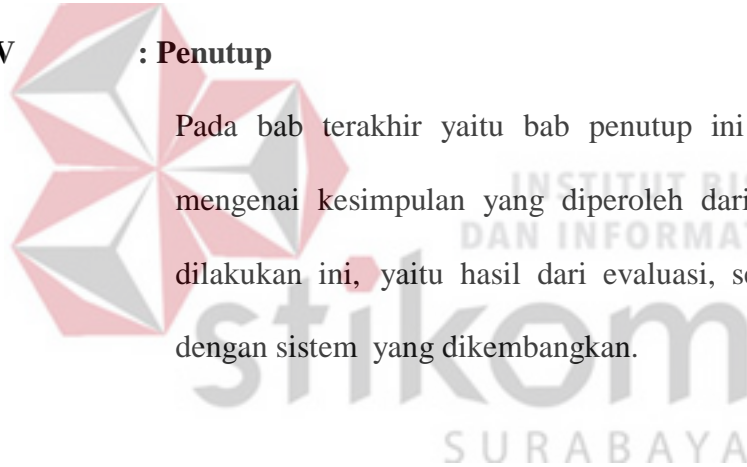 V : Penutup
Pada bab terakhir yaitu bab penutup ini
mengenai kesimpulan yang diperoleh dari
INSTITUT
DAN INFORMAT
dilakukan ini, yaitu hasil dari evaluasi,
stikom
dengan sistem yang dikembangkan.
SURABAYA